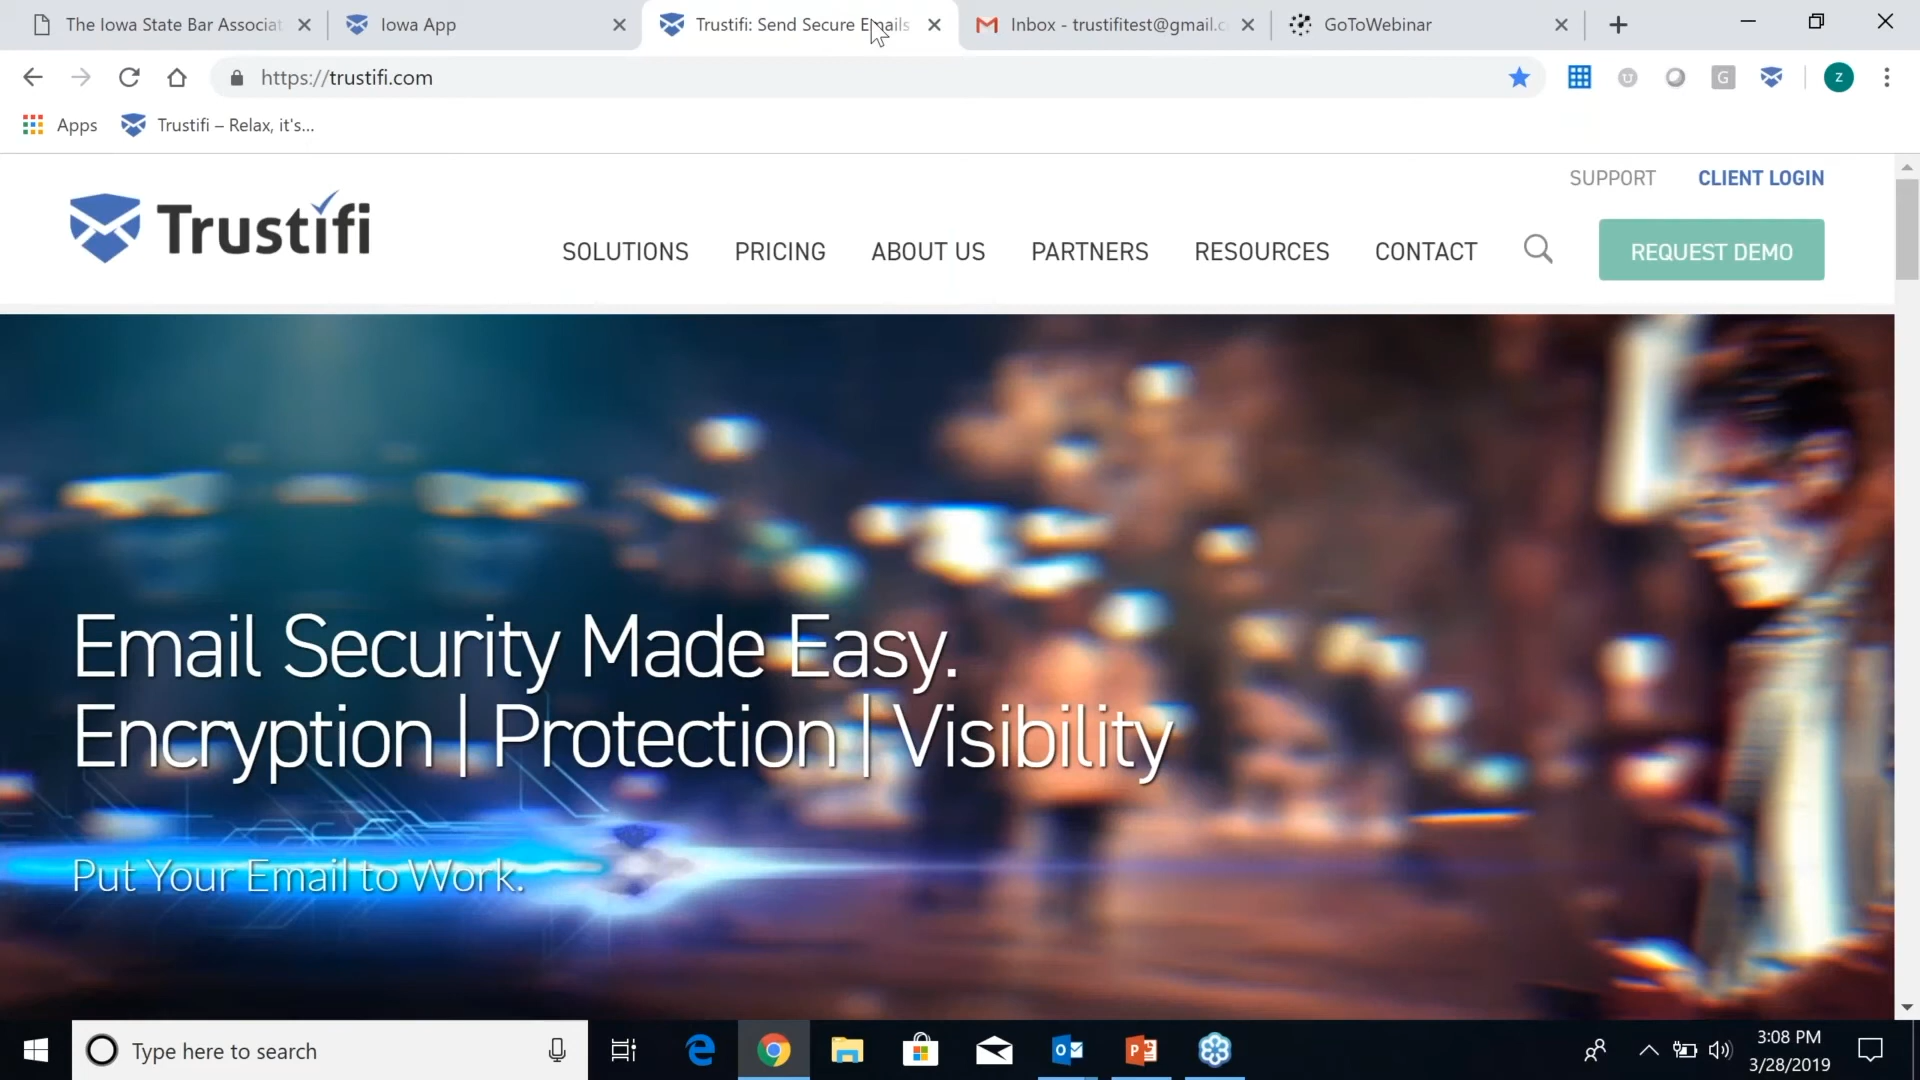 The Iowa State Bar Associat
Iowa App
Trustifi: Send Secure Emails
Inbox - trustifitest@gmail.c
GoToWebinar
https://trustifi.com
G
z
Apps
Trustifi – Relax, it's...
SUPPORT
CLIENT LOGIN
Trustifi
SOLUTIONS
PRICING
ABOUT US
PARTNERS
RESOURCES
CONTACT
REQUEST DEMO
Email Security Made Easy.
Encryption | Protection | Visibility
Put Your Email to Work.
Type here to search
3:08 PM
3/28/2019